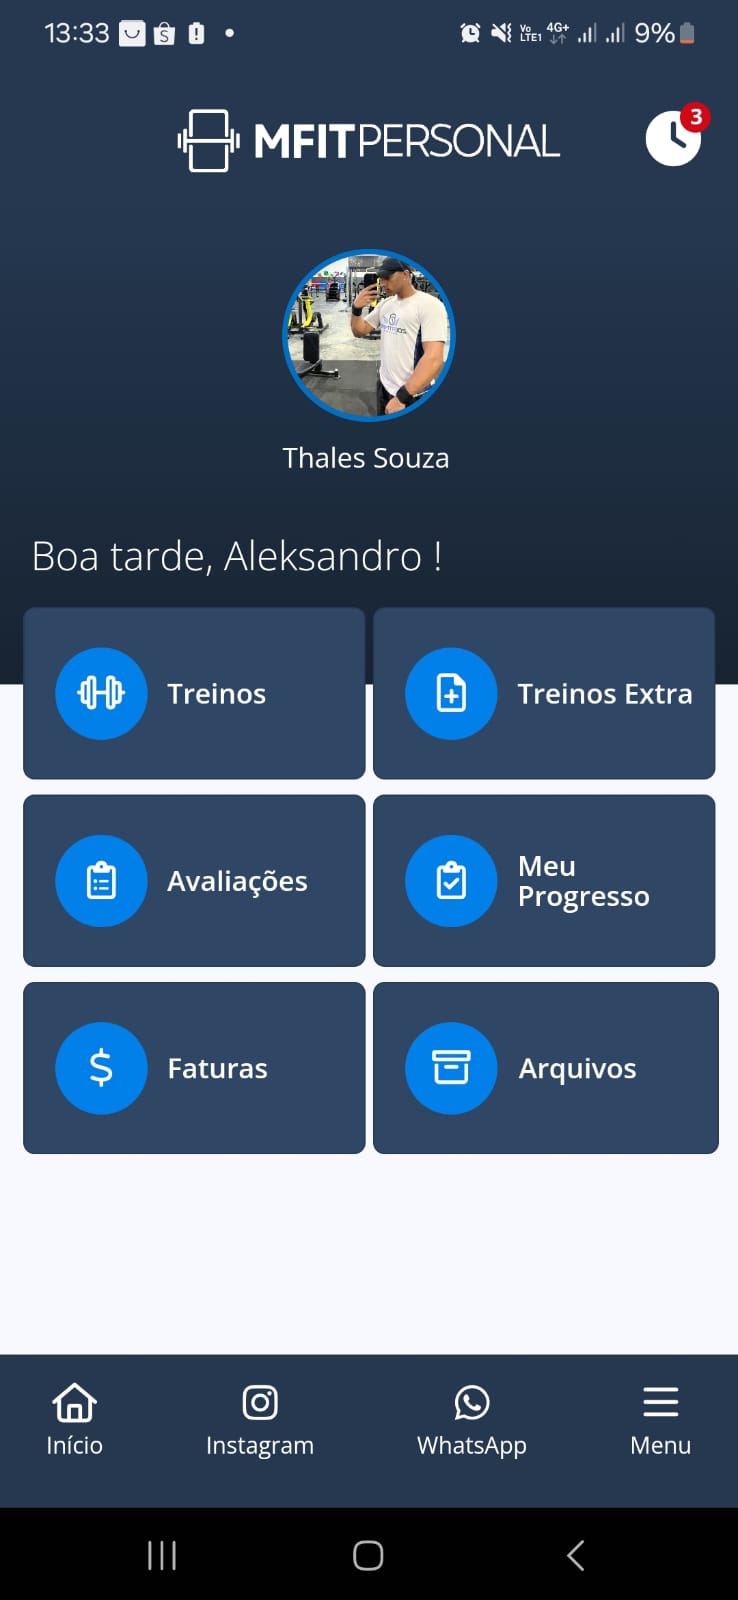 13:33
Vo LTE1 4G+ 9%
MFITPERSONAL
3
Thales Souza
Boa tarde, Aleksandro !
Treinos
Treinos Extra
Avaliações
Meu
Progresso
Faturas
Arquivos
Início
Instagram
WhatsApp
Menu